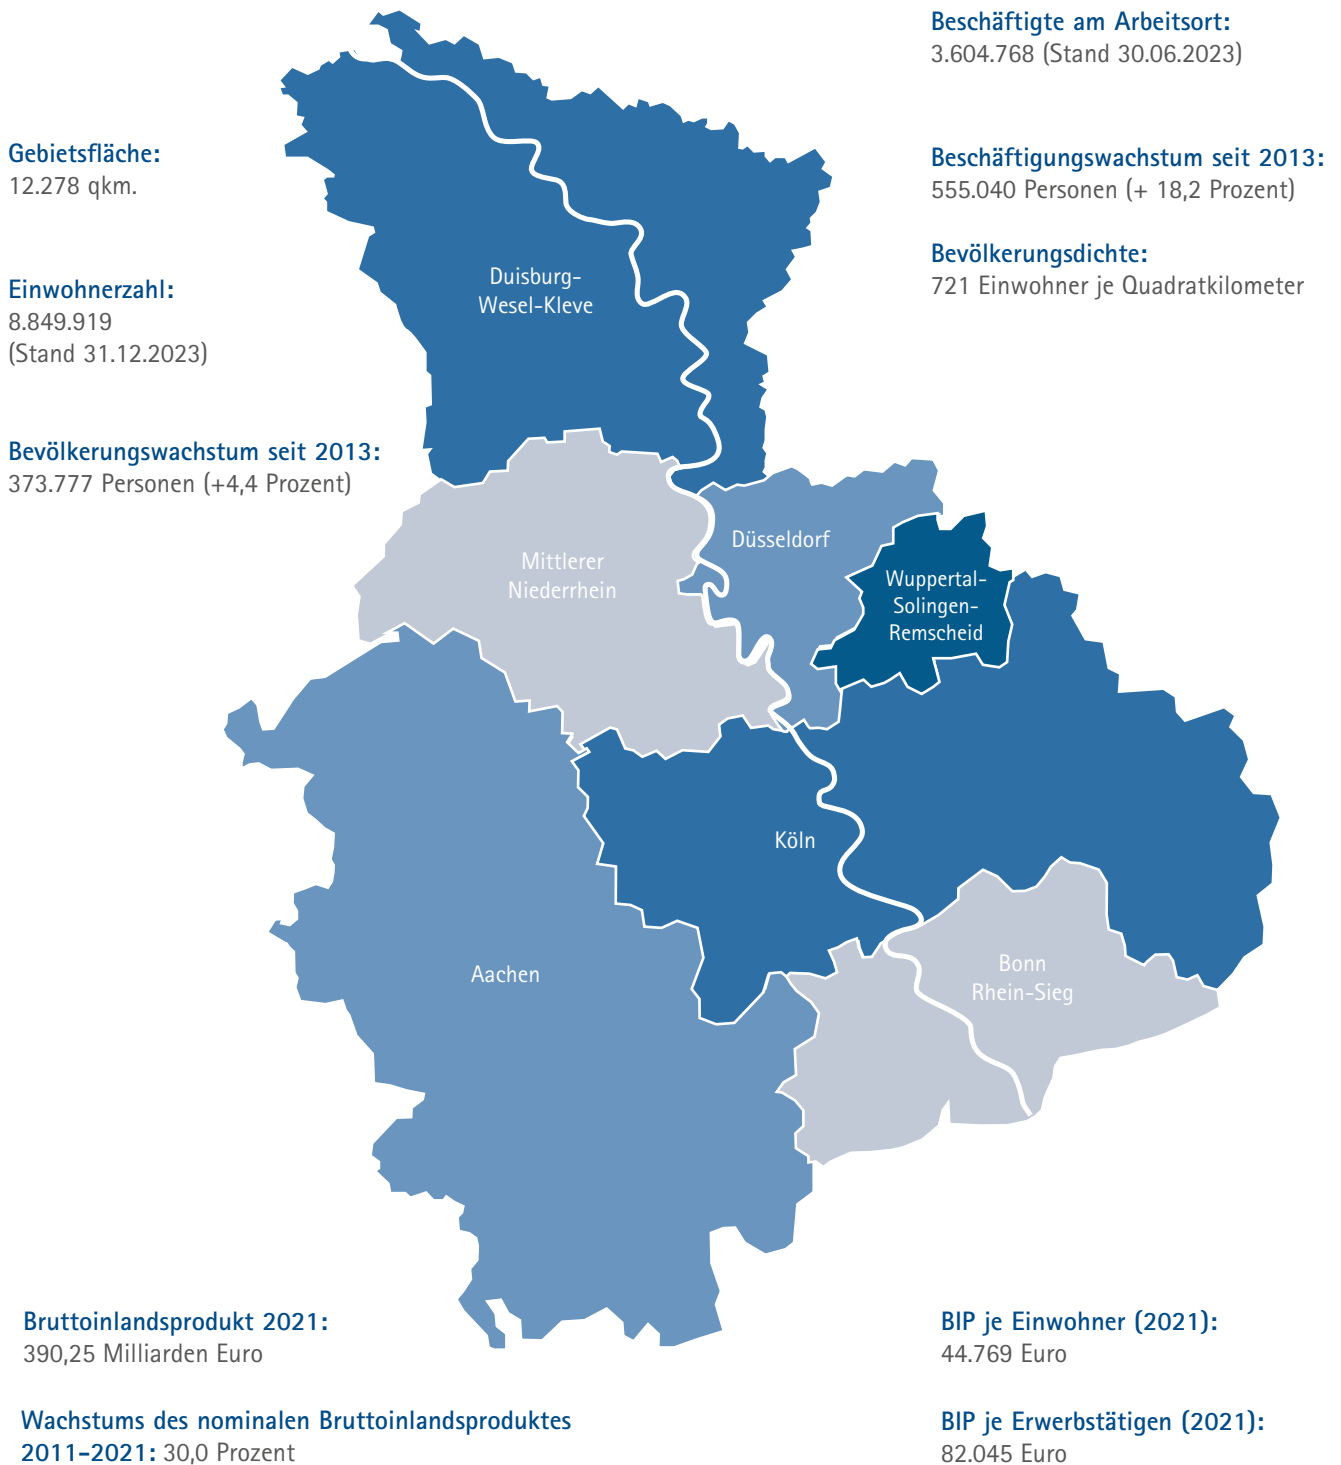 Beschäftigte am Arbeitsort:
3.604.768 (Stand 30.06.2023)
Gebietsfläche:
12.278 qkm.
Beschäftigungswachstum seit 2013:
555.040 Personen (+ 18,2 Prozent)
Bevölkerungsdichte:
721 Einwohner je Quadratkilometer
Einwohnerzahl:
8.849.919
(Stand 31.12.2023)
Bevölkerungswachstum seit 2013:
373.777 Personen (+4,4 Prozent)
Duisburg-
Wesel-Kleve
Mittlerer
Niederrhein
Düsseldorf
Wuppertal-
Solingen-
Remscheid
Köln
Aachen
Bonn
Rhein-Sieg
Bruttoinlandsprodukt 2021:
390,25 Milliarden Euro
Wachstums des nominalen Bruttoinlandsproduktes
2011-2021: 30,0 Prozent
BIP je Einwohner (2021):
44.769 Euro
BIP je Erwerbstätigen (2021):
82.045 Euro